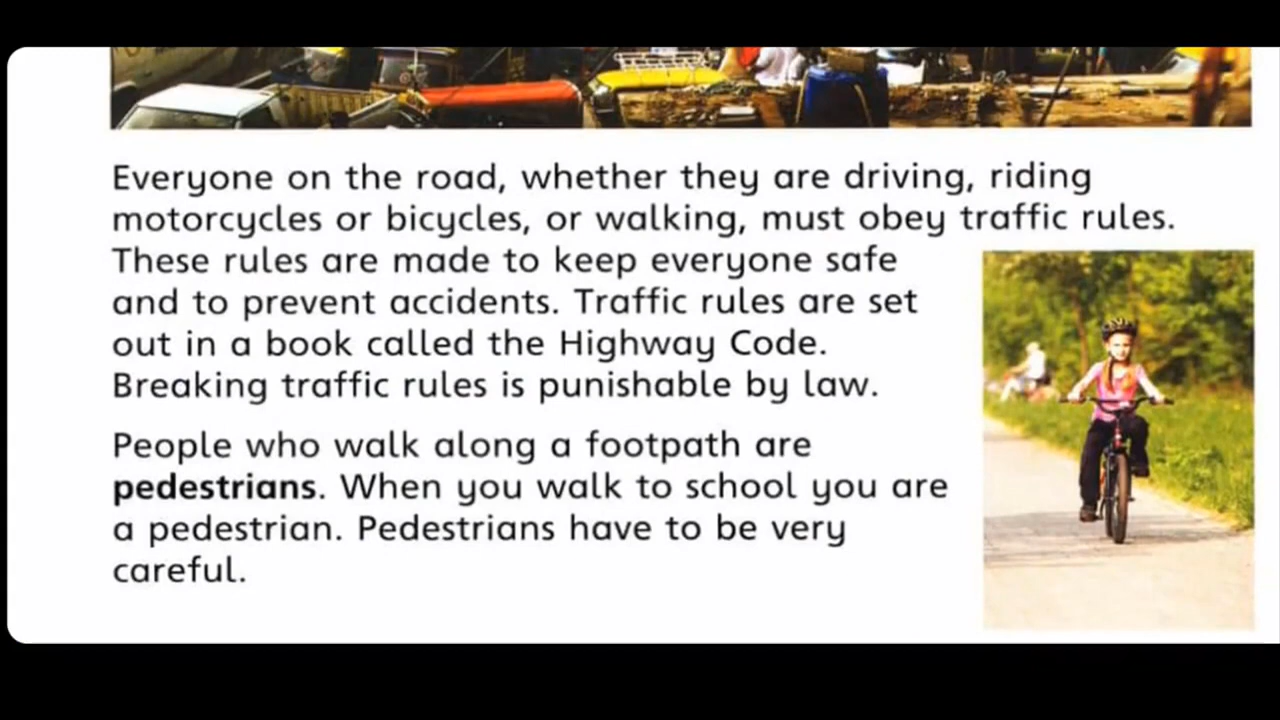 Everyone on the road, whether they are driving, riding
motorcycles or bicycles, or walking, must obey traffic rules.
These rules are made to keep everyone safe
and to prevent accidents. Traffic rules are set
out in a book called the Highway Code.
Breaking traffic rules is punishable by law.
People who walk along a footpath are
pedestrians. When you walk to school you are
a pedestrian. Pedestrians have to be very
careful.